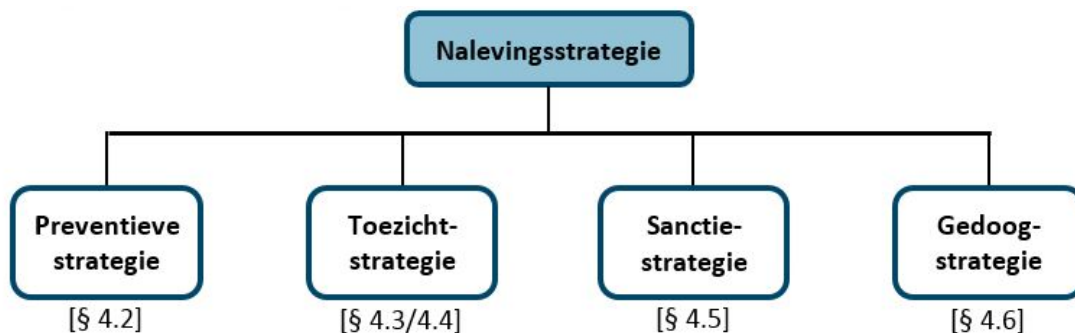 Nalevingsstrategie
Preventieve
strategie
[§ 4.2]
Toezicht-
strategie
[§ 4.3/4.4]
Sanctie-
strategie
[§ 4.5]
Gedoog-
strategie
[§ 4.6]